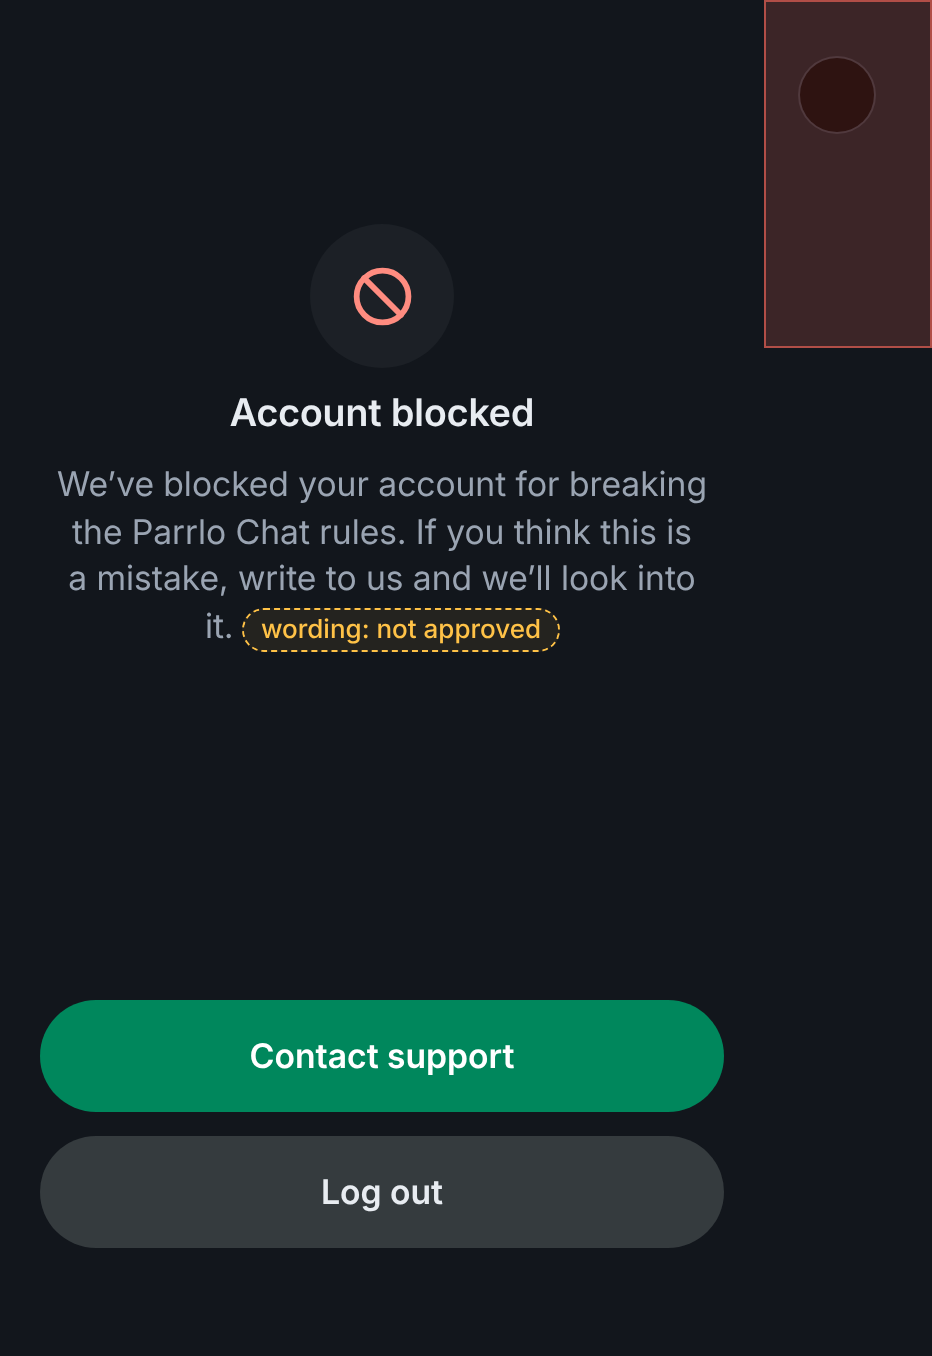 Account blocked
We’ve blocked your account for breaking
the Parrlo Chat rules. If you think this is
a mistake, write to us and we’ll look into
it. wording: not approved
Contact support
Log out